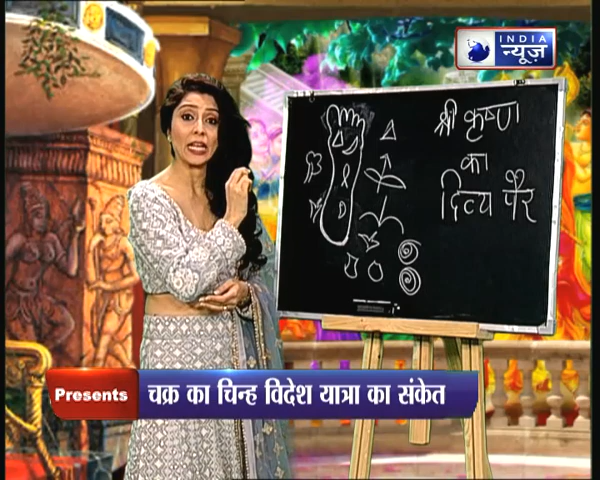 INDIA
न्यूज़
श्री कृष्ण
का
दिव्य पैर
Presents
चक्र का चिन्ह विदेश यात्रा का संकेत